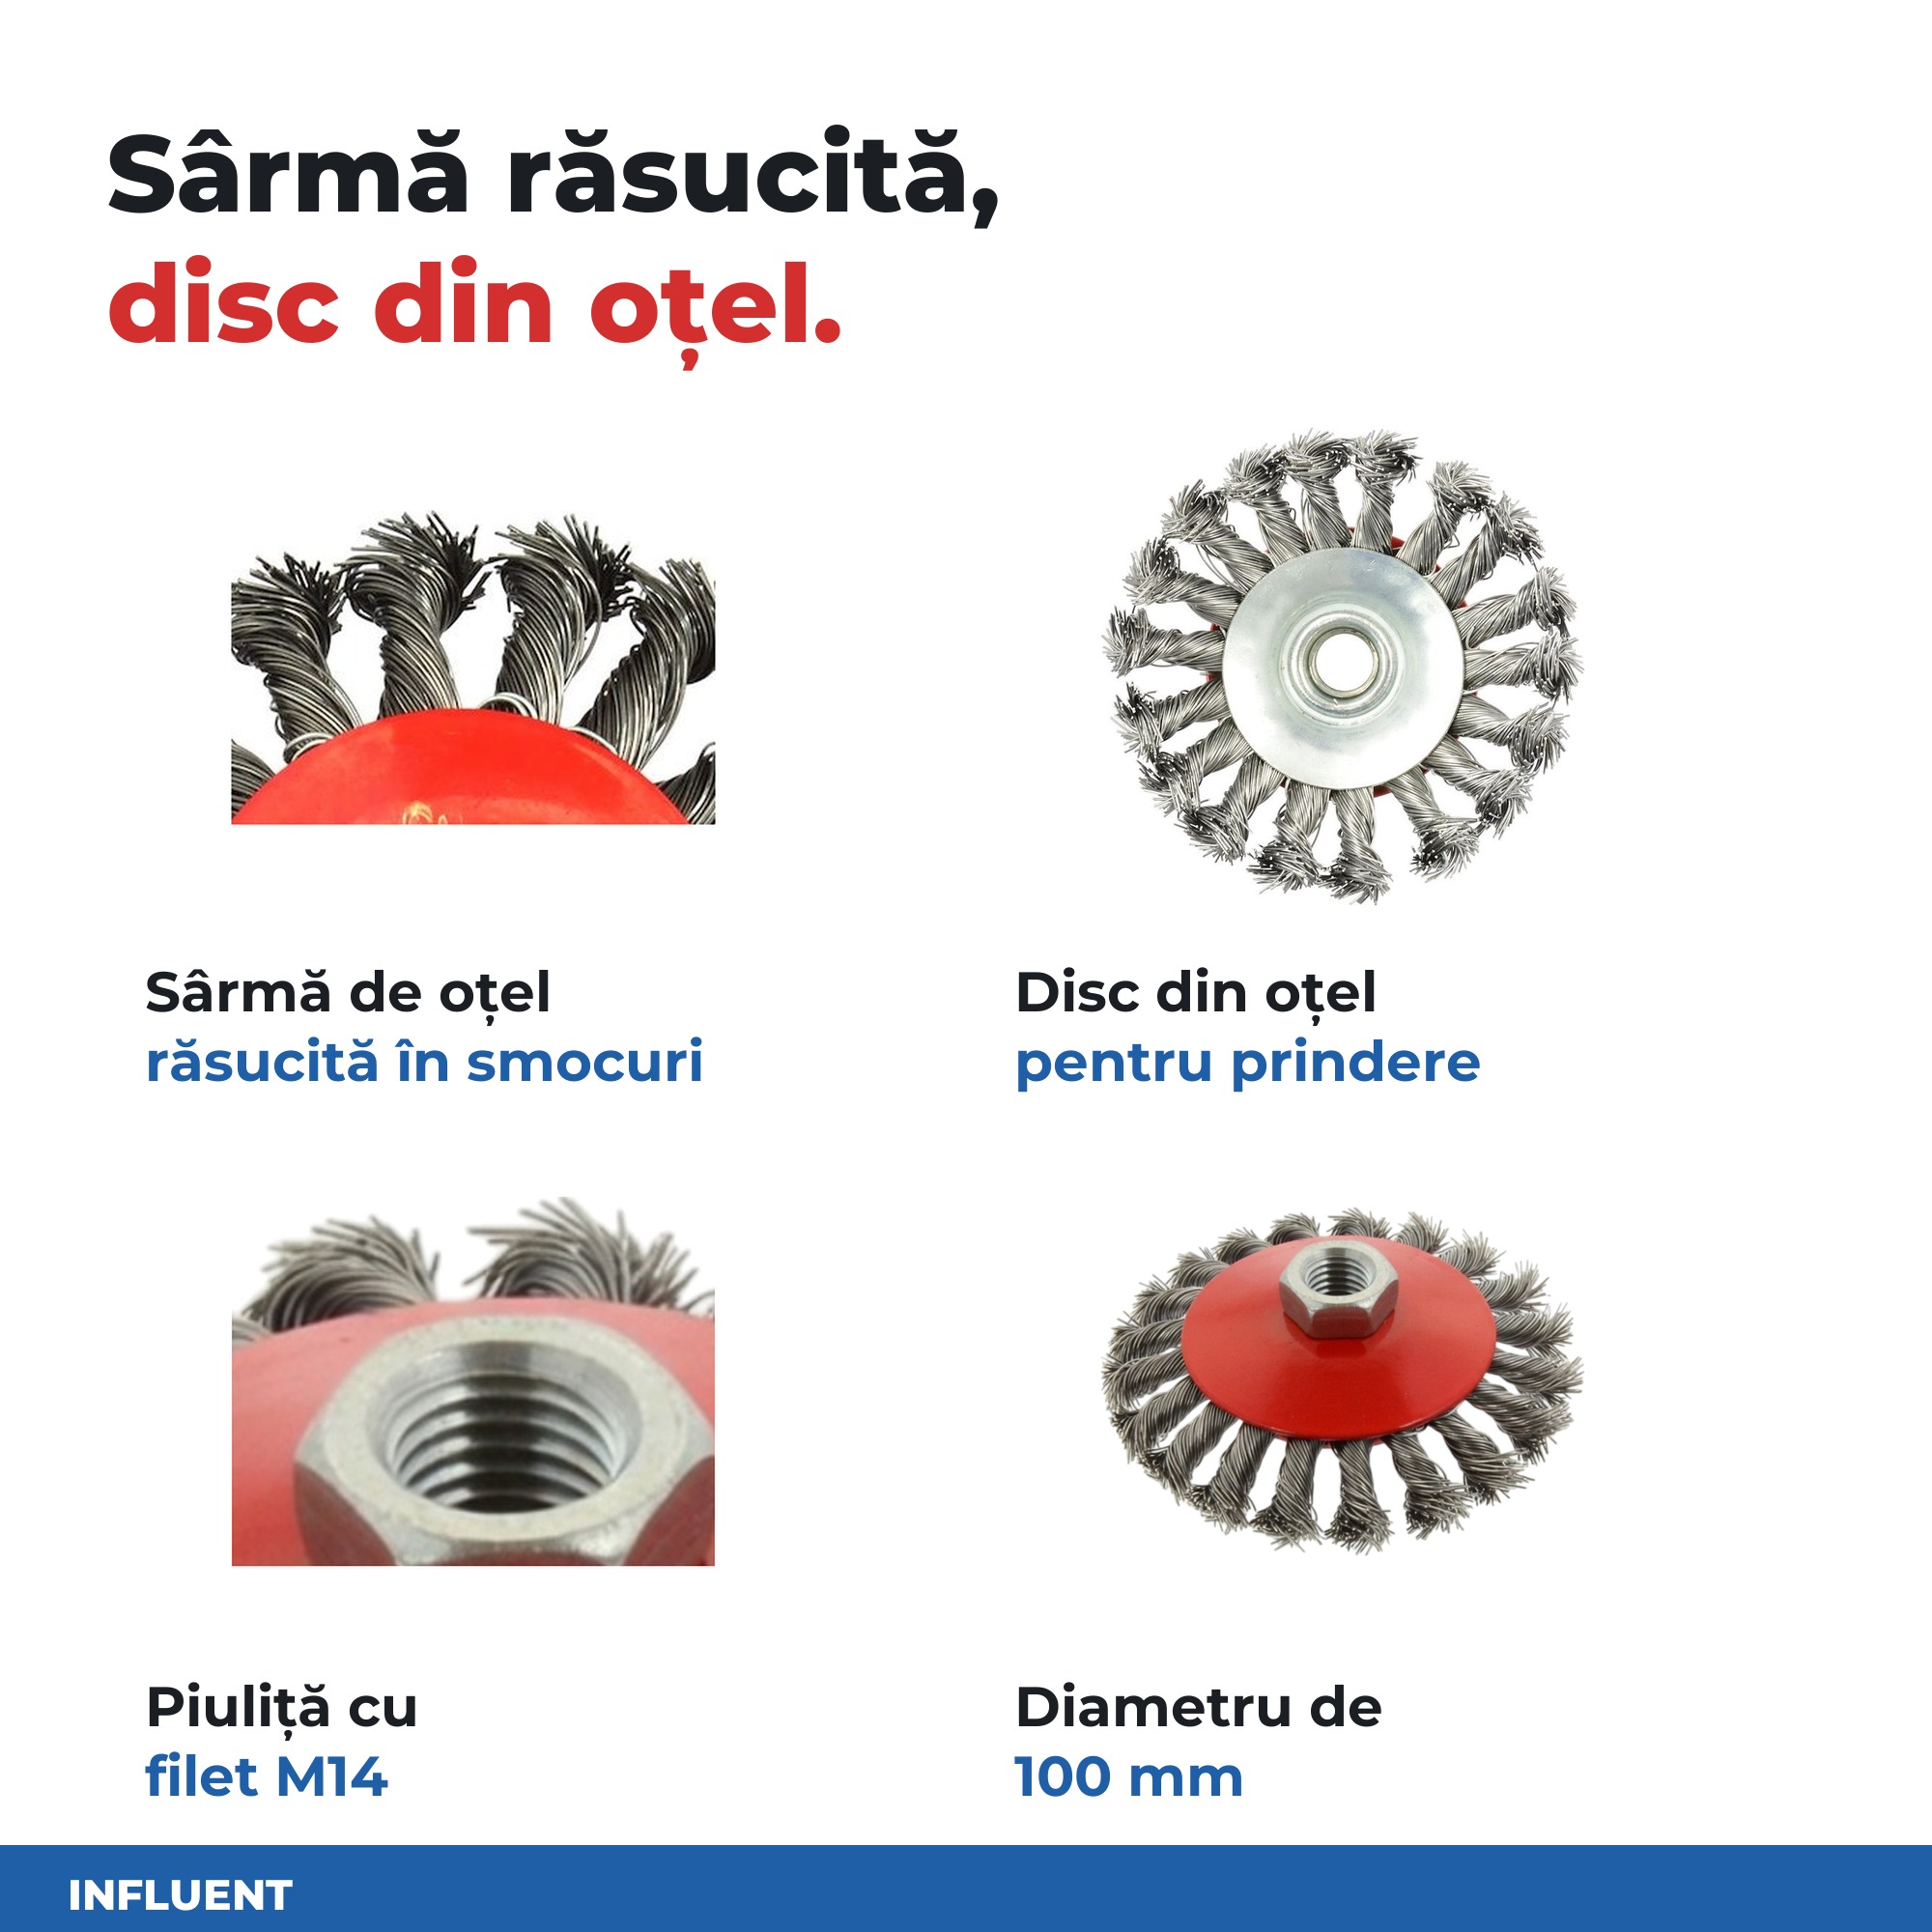 Sârmă răsucită,
disc din oțel.
Sârmă de oțel
răsucită în smocuri
Disc din oțel
pentru prindere
Piuliță cu
filet M14
Diametru de
100 mm
INFLUENT